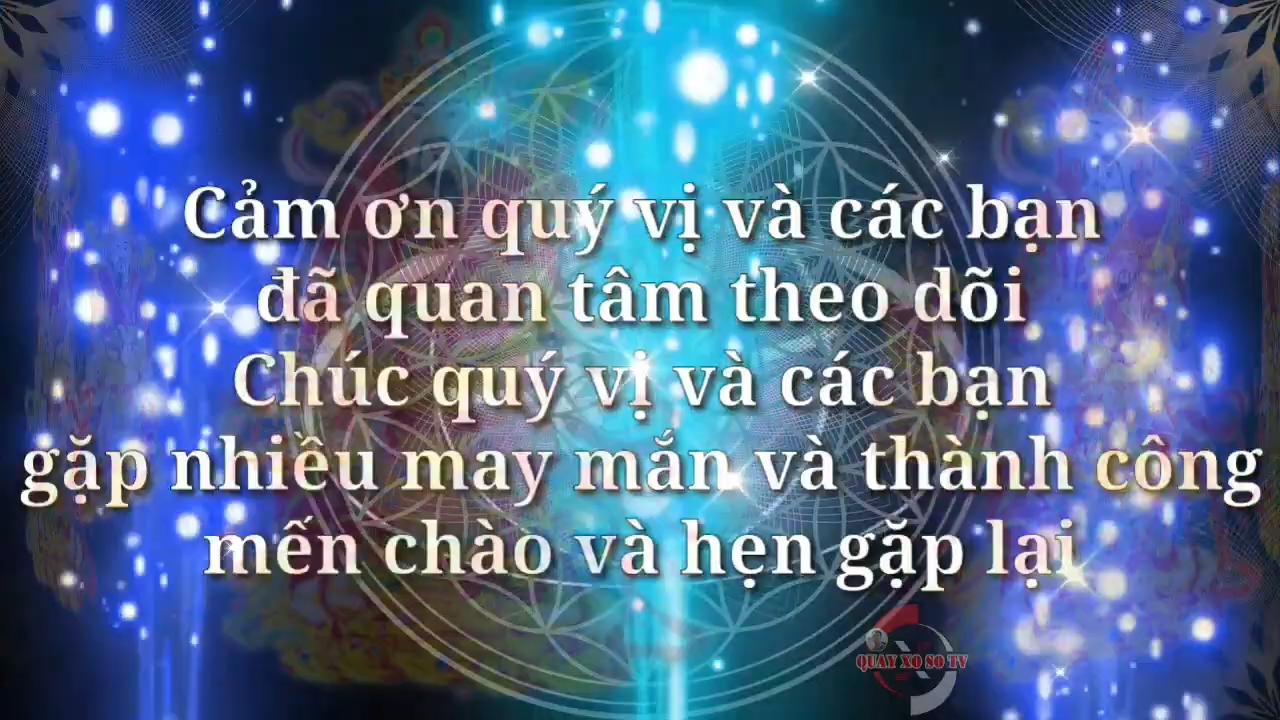 Cảm ơn quý vị và các bạn
đã quan tâm theo dõi
Chúc quý vị và các bạn
gặp nhiều may mắn và thành công
mến chào và hẹn gặp lại
QUAY XO SO TV